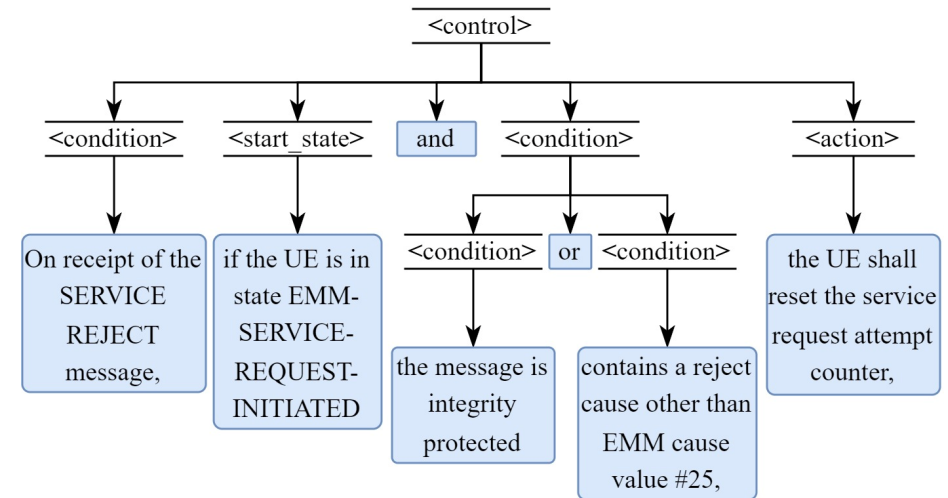 <control>
<condition>
<start_state>
and
<condition>
<action>
On receipt of the
SERVICE
REJECT
message,
if the UE is in
state EMM-
SERVICE-
REQUEST-
INITIATED
<condition>
or
<condition>
the message is
integrity
protected
contains a reject
cause other than
EMM cause
value #25,
the UE shall
reset the service
request attempt
counter,